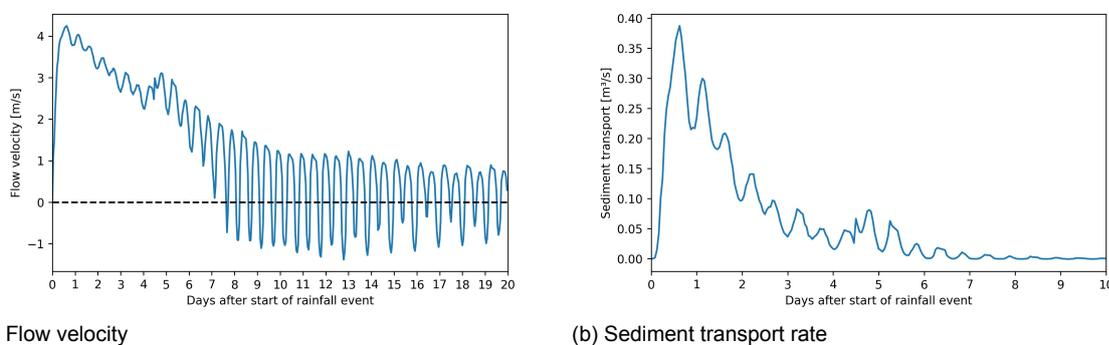 4
3
2
1
0
−1
Flow velocity [m/s]
0 1 2 3 4 5 6 7 8 9 10 11 12 13 14 15 16 17 18 19 20
Days after start of rainfall event
Flow velocity
0.40
0.35
0.30
0.25
0.20
0.15
0.10
0.05
0.00
Sediment transport [m³/s]
0 1 2 3 4 5 6 7 8 9 10
Days after start of rainfall event
(b) Sediment transport rate